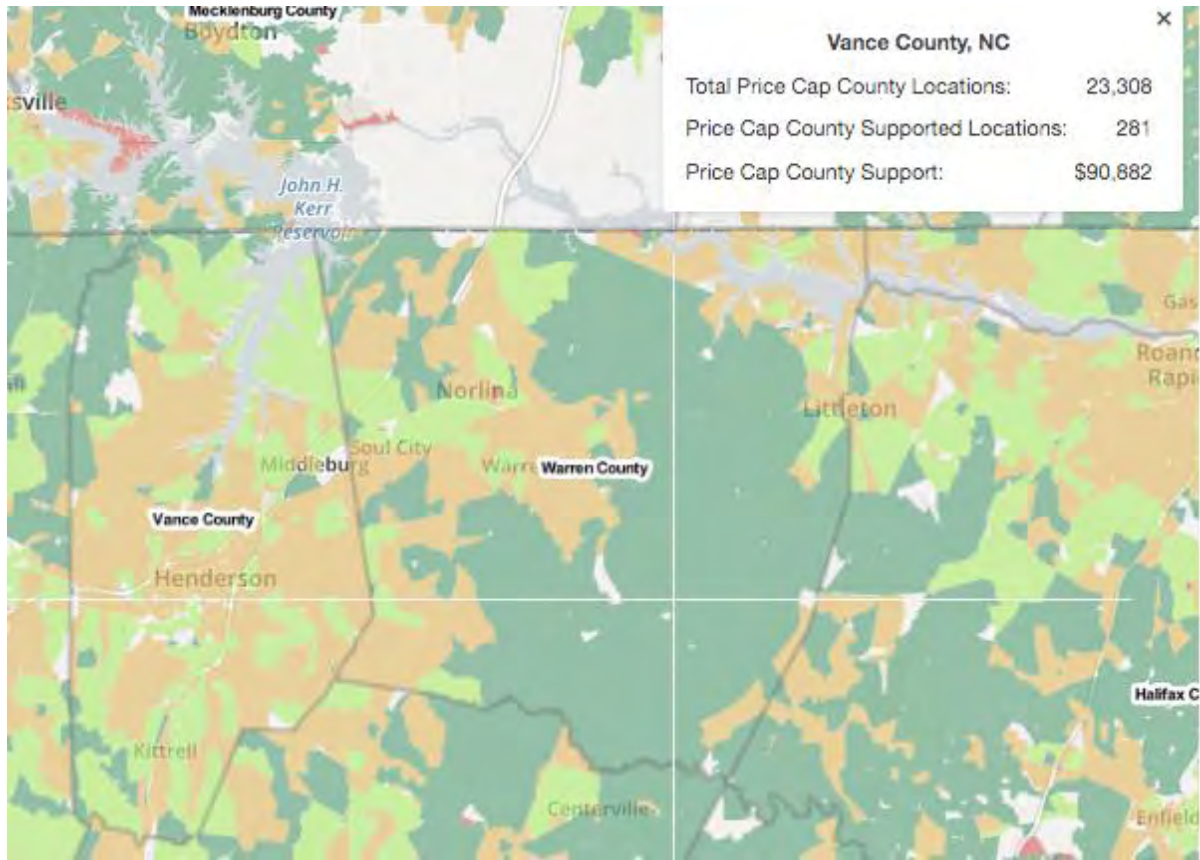 Mecklenburg County
Boydton
sville
John H.
Kerr
Reservoir
Vance County, NC
Total Price Cap County Locations: 23,308
Price Cap County Supported Locations: 281
Price Cap County Support: $90,882
Gas
Roano
Rapi
Norlina
Littleton
Soul City
Middleburg
Warre
Warren County
Vance County
Henderson
Halifax C
Kittrell
Centerville
Enfield